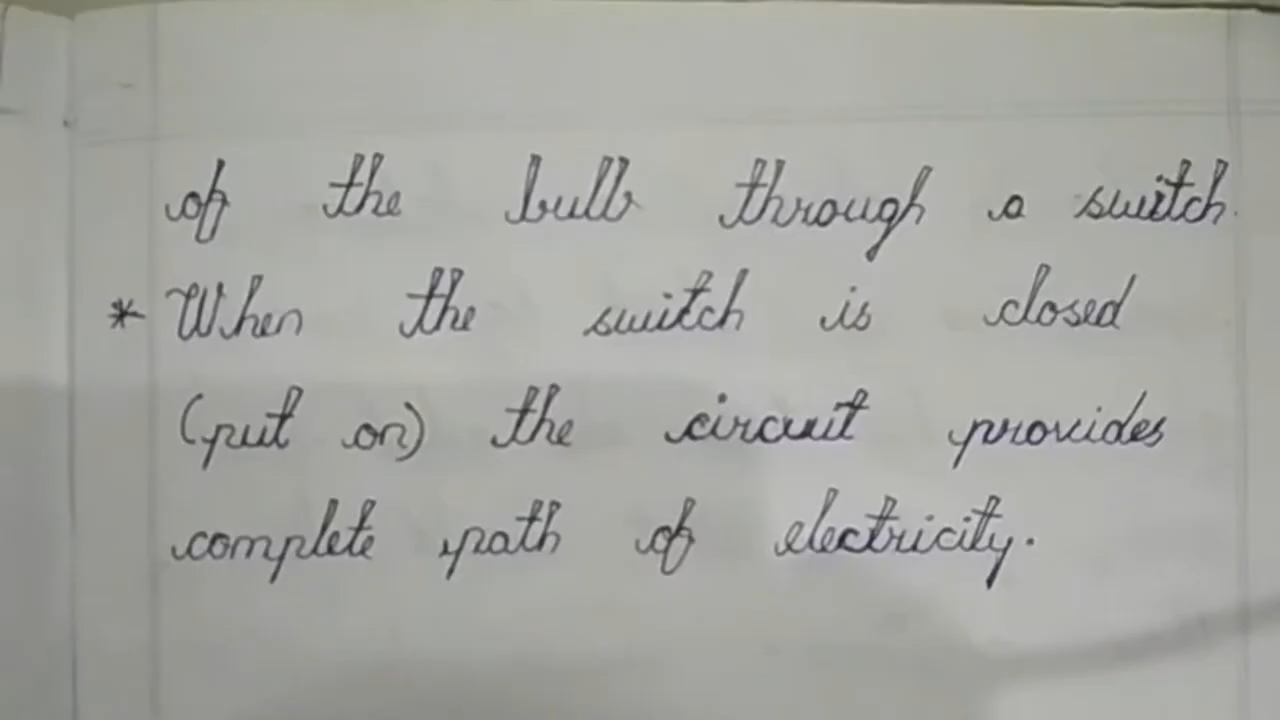 of the bulb through a switch.
* When the switch is closed
(put on) the circuit provides
complete path of electricity.